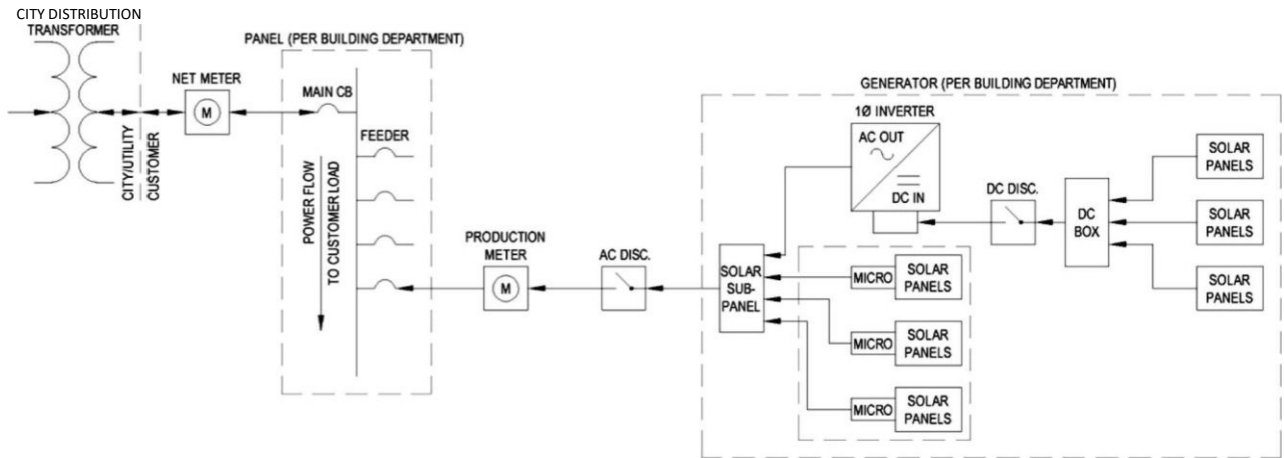 CITY DISTRIBUTION
TRANSFORMER
CITY/UTILITY
CUSTOMER
NET METER
M
PANEL (PER BUILDING DEPARTMENT)
MAIN CB
FEEDER
POWER FLOW
TO CUSTOMER LOAD
PRODUCTION
METER
M
AC DISC.
GENERATOR (PER BUILDING DEPARTMENT)
1Ø INVERTER
AC OUT
DC IN
DC DISC.
DC
BOX
SOLAR
PANELS
SOLAR
PANELS
SOLAR
PANELS
SOLAR
SUB-
PANEL
MICRO
SOLAR
PANELS
MICRO
SOLAR
PANELS
MICRO
SOLAR
PANELS